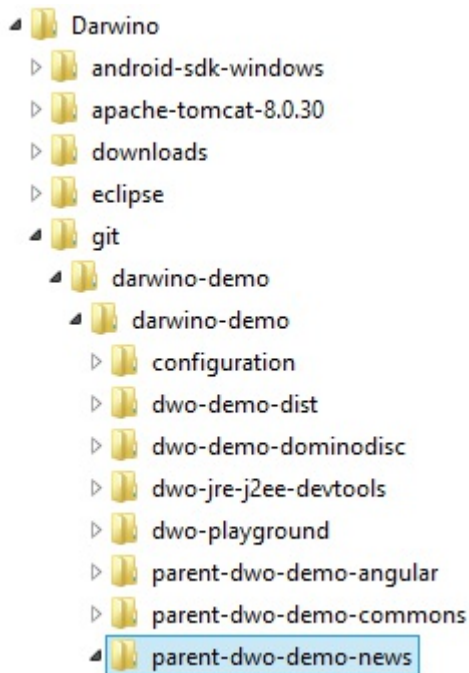 Darwino
android-sdk-windows
apache-tomcat-8.0.30
downloads
eclipse
git
darwino-demo
darwino-demo
configuration
dwo-demo-dist
dwo-demo-dominodisc
dwo-jre-j2ee-devtools
dwo-playground
parent-dwo-demo-angular
parent-dwo-demo-commons
parent-dwo-demo-news